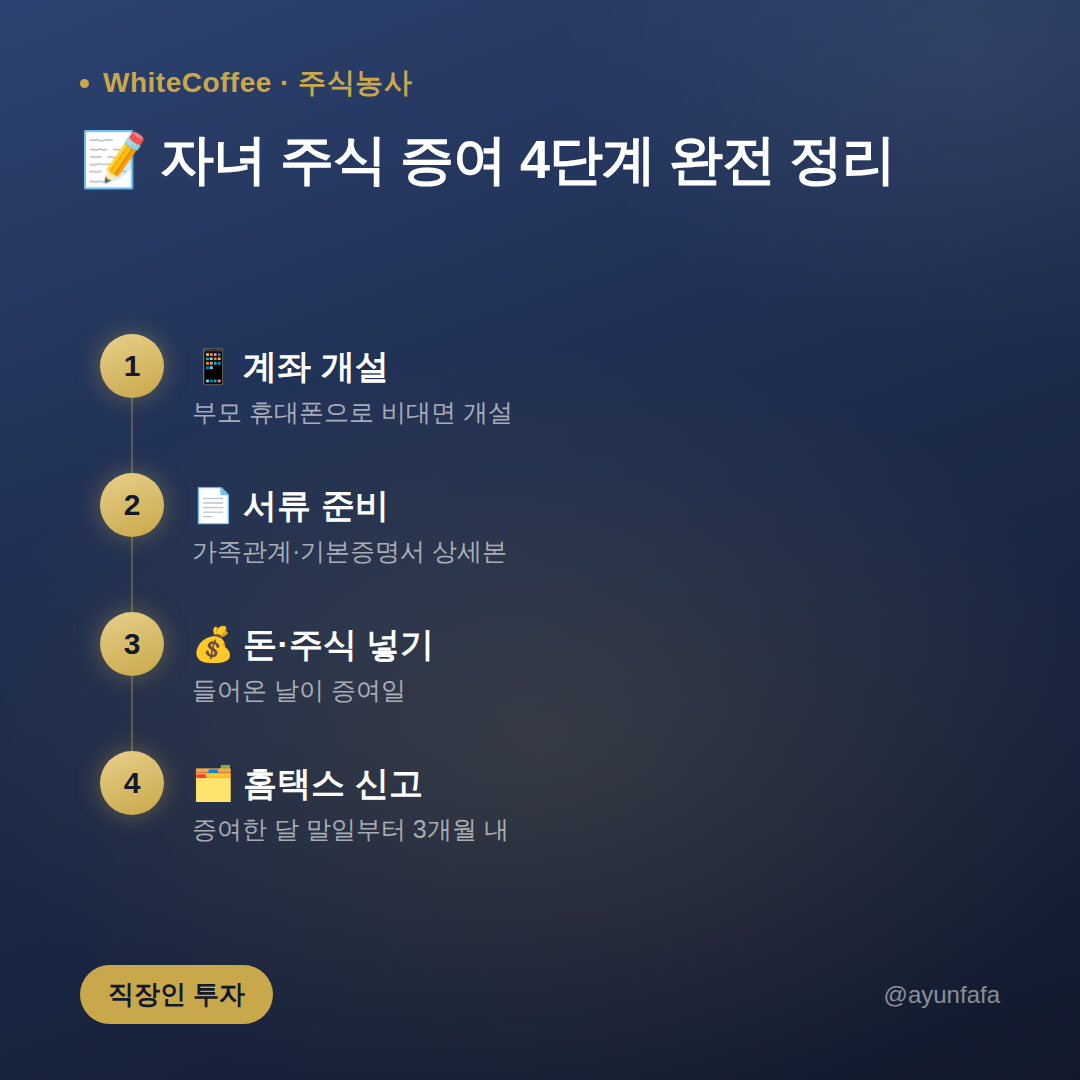 WhiteCoffee · 주식농사
📝 자녀 주식 증여 4단계 완전 정리
1
📱 계좌 개설
부모 휴대폰으로 비대면 개설
2
📄 서류 준비
가족관계·기본증명서 상세본
3
💰 돈·주식 넣기
들어온 날이 증여일
4
🗂️ 홈택스 신고
증여한 달 말일부터 3개월 내
직장인 투자
@ayunfafa